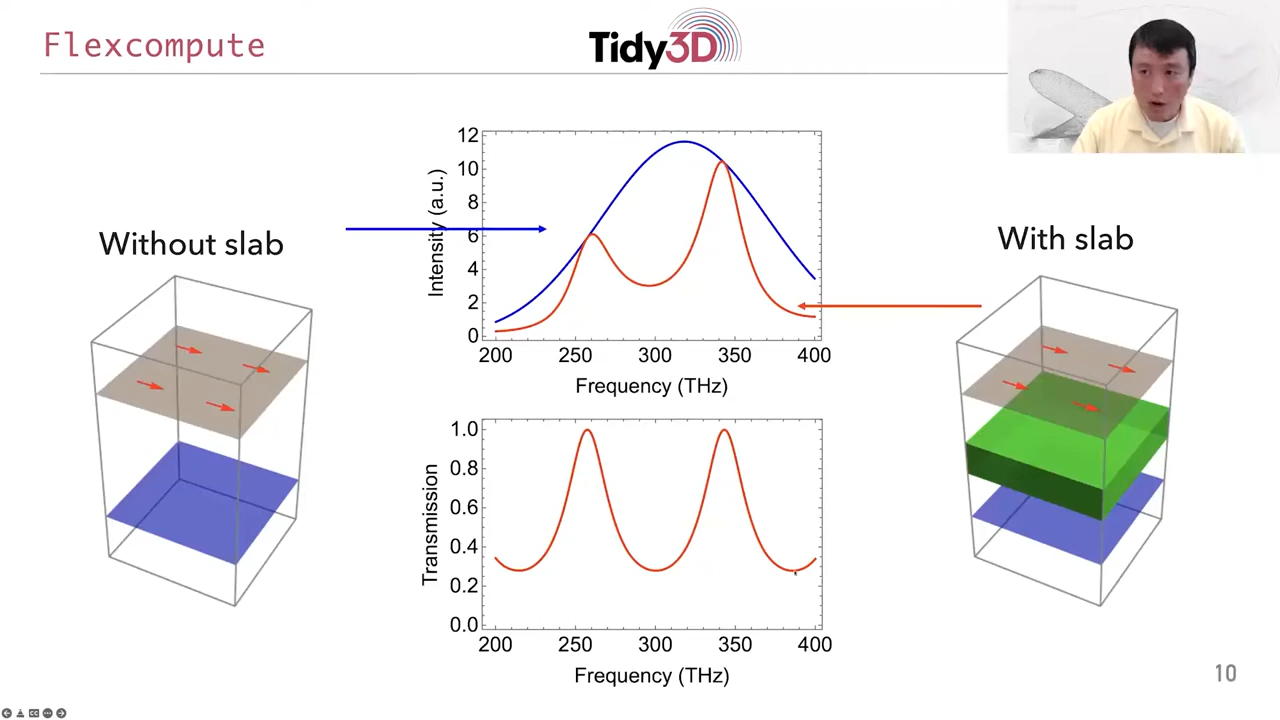 Flexcompute
Tidy3D
Without slab
With slab
Intensity (a.u.)
12
10
8
6
4
2
0
200 250 300 350 400
Frequency (THz)
Transmission
1.0
0.8
0.6
0.4
0.2
0.0
200 250 300 350 400
Frequency (THz)
10